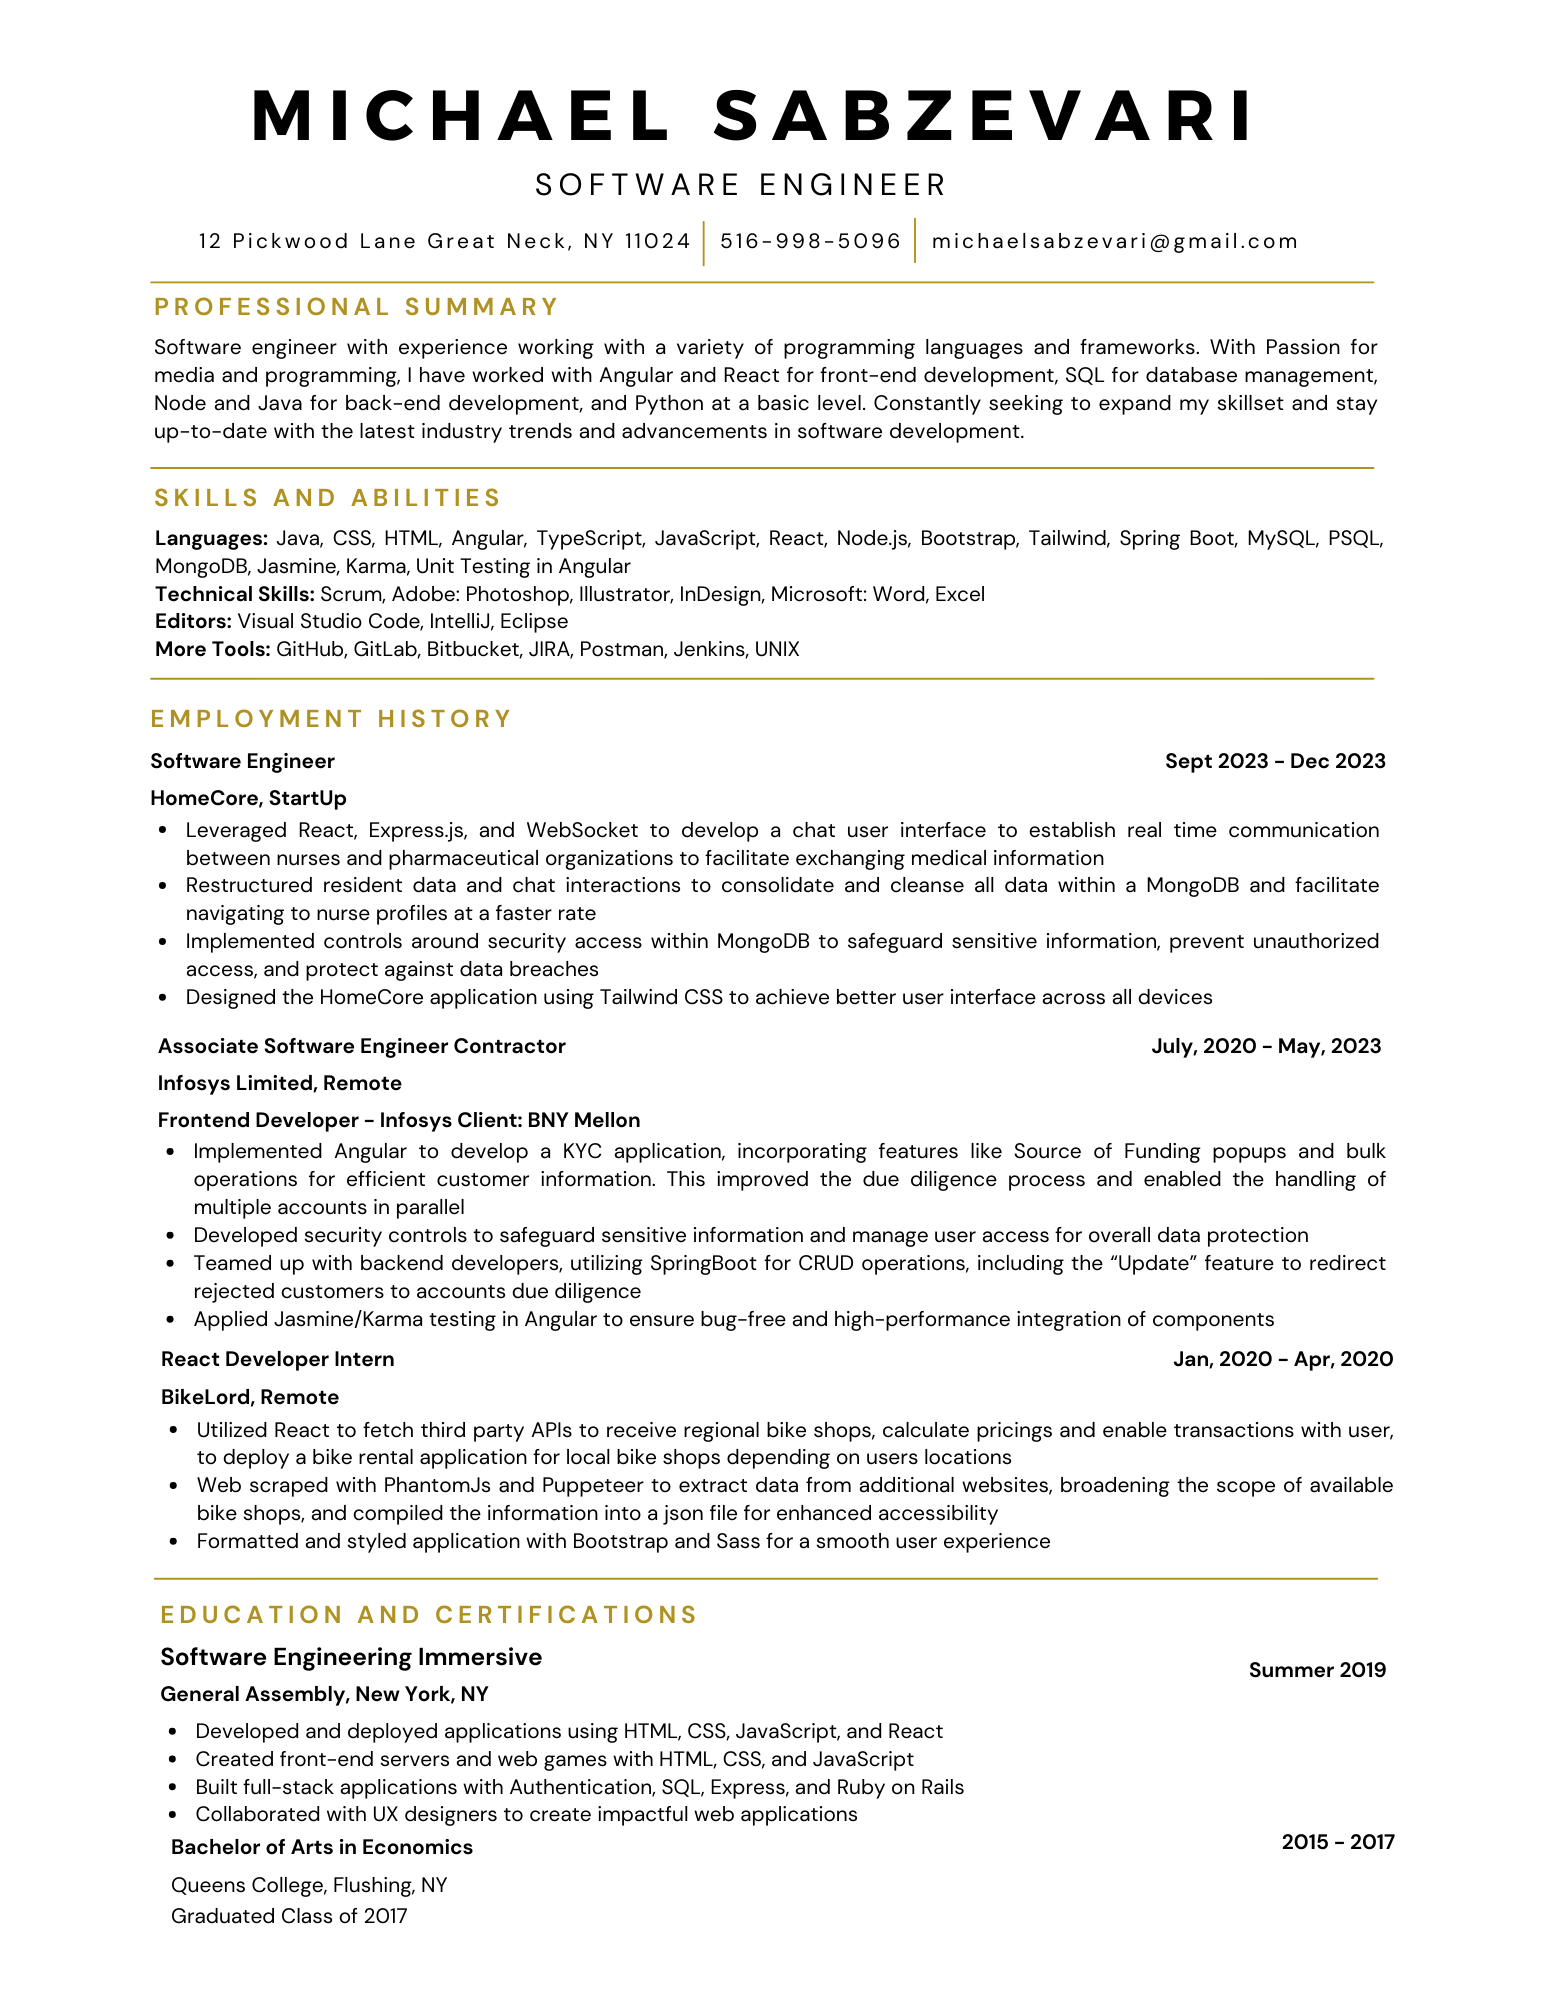 MICHAEL SABZEVARI
SOFTWARE ENGINEER
12 Pickwood Lane Great Neck, NY 11024 516-998-5096 michaelsabzevari@gmail.com
PROFESSIONAL SUMMARY
Software engineer with experience working with a variety of programming languages and frameworks. With Passion for
media and programming, I have worked with Angular and React for front-end development, SQL for database management,
Node and Java for back-end development, and Python at a basic level. Constantly seeking to expand my skillset and stay
up-to-date with the latest industry trends and advancements in software development.
SKILLS AND ABILITIES
Languages: Java, CSS, HTML, Angular, TypeScript, JavaScript, React, Node.js, Bootstrap, Tailwind, Spring Boot, MySQL, PSQL,
MongoDB, Jasmine, Karma, Unit Testing in Angular
Technical Skills: Scrum, Adobe: Photoshop, Illustrator, InDesign, Microsoft: Word, Excel
Editors: Visual Studio Code, IntelliJ, Eclipse
More Tools: GitHub, GitLab, Bitbucket, JIRA, Postman, Jenkins, UNIX
EMPLOYMENT HISTORY
Software Engineer Sept 2023 - Dec 2023
HomeCore, StartUp
• Leveraged React, Express.js, and WebSocket to develop a chat user interface to establish real time communication
between nurses and pharmaceutical organizations to facilitate exchanging medical information
• Restructured resident data and chat interactions to consolidate and cleanse all data within a MongoDB and facilitate
navigating to nurse profiles at a faster rate
• Implemented controls around security access within MongoDB to safeguard sensitive information, prevent unauthorized
access, and protect against data breaches
• Designed the HomeCore application using Tailwind CSS to achieve better user interface across all devices
Associate Software Engineer Contractor July, 2020 - May, 2023
Infosys Limited, Remote
Frontend Developer - Infosys Client: BNY Mellon
• Implemented Angular to develop a KYC application, incorporating features like Source of Funding popups and bulk
operations for efficient customer information. This improved the due diligence process and enabled the handling of
multiple accounts in parallel
• Developed security controls to safeguard sensitive information and manage user access for overall data protection
• Teamed up with backend developers, utilizing SpringBoot for CRUD operations, including the “Update” feature to redirect
rejected customers to accounts due diligence
• Applied Jasmine/Karma testing in Angular to ensure bug-free and high-performance integration of components
React Developer Intern Jan, 2020 - Apr, 2020
BikeLord, Remote
• Utilized React to fetch third party APIs to receive regional bike shops, calculate pricings and enable transactions with user,
to deploy a bike rental application for local bike shops depending on users locations
• Web scraped with PhantomJs and Puppeteer to extract data from additional websites, broadening the scope of available
bike shops, and compiled the information into a json file for enhanced accessibility
• Formatted and styled application with Bootstrap and Sass for a smooth user experience
EDUCATION AND CERTIFICATIONS
Software Engineering Immersive Summer 2019
General Assembly, New York, NY
• Developed and deployed applications using HTML, CSS, JavaScript, and React
• Created front-end servers and web games with HTML, CSS, and JavaScript
• Built full-stack applications with Authentication, SQL, Express, and Ruby on Rails
• Collaborated with UX designers to create impactful web applications
Bachelor of Arts in Economics 2015 - 2017
Queens College, Flushing, NY
Graduated Class of 2017